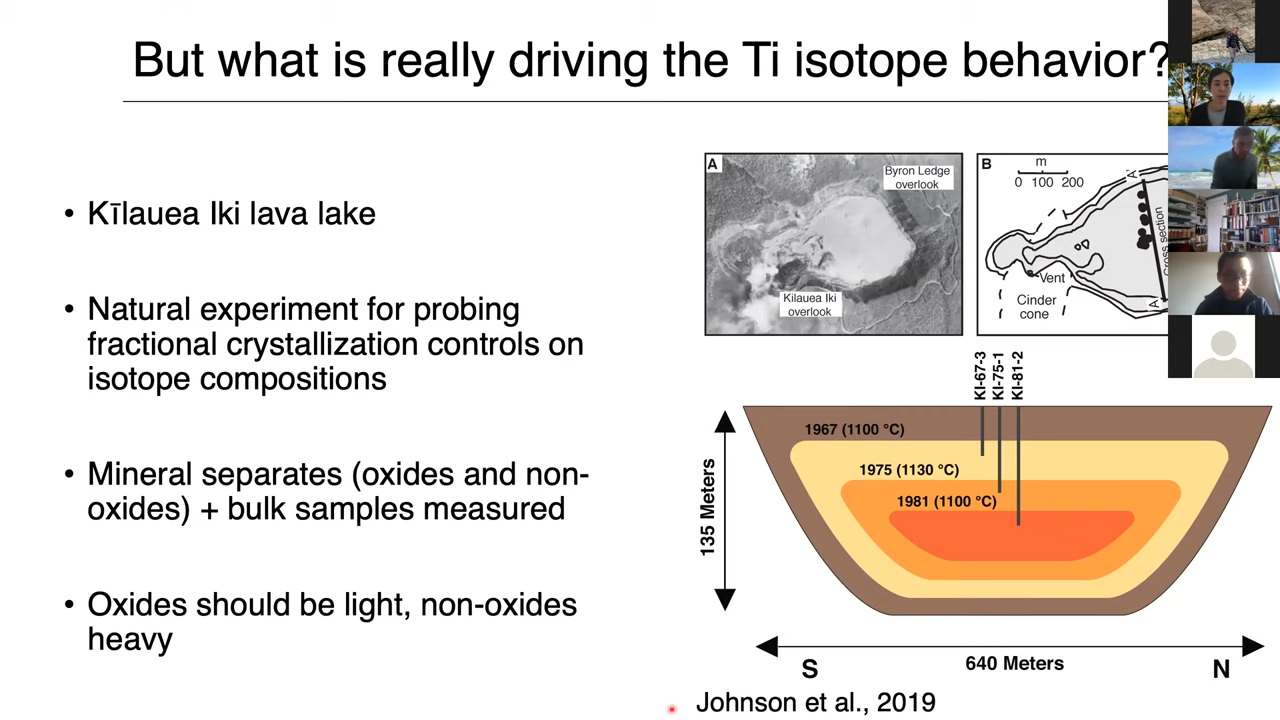 But what is really driving the Ti isotope behavior?
• Kīlauea Iki lava lake
• Natural experiment for probing
fractional crystallization controls on
isotope compositions
• Mineral separates (oxides and non-
oxides) + bulk samples measured
• Oxides should be light, non-oxides
heavy
A
Byron Ledge
overlook
Kilauea Iki
overlook
B
m
0 100 200
A'
Cross section
A
Vent
Cinder
cone
KI-67-3
KI-75-1
KI-81-2
1967 (1100 °C)
1975 (1130 °C)
1981 (1100 °C)
135 Meters
640 Meters
S
N
Johnson et al., 2019